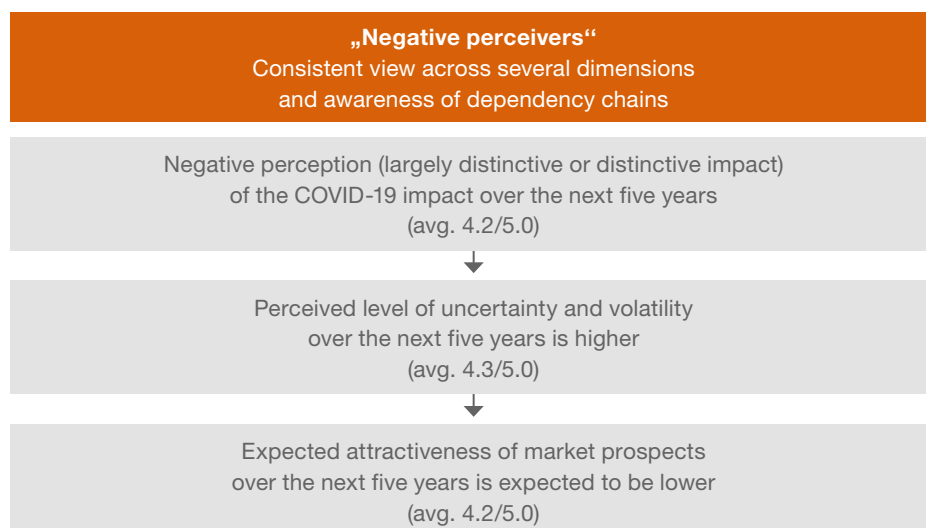 „Negative perceivers“
Consistent view across several dimensions
and awareness of dependency chains
Negative perception (largely distinctive or distinctive impact)
of the COVID-19 impact over the next five years
(avg. 4.2/5.0)
Perceived level of uncertainty and volatility
over the next five years is higher
(avg. 4.3/5.0)
Expected attractiveness of market prospects
over the next five years is expected to be lower
(avg. 4.2/5.0)